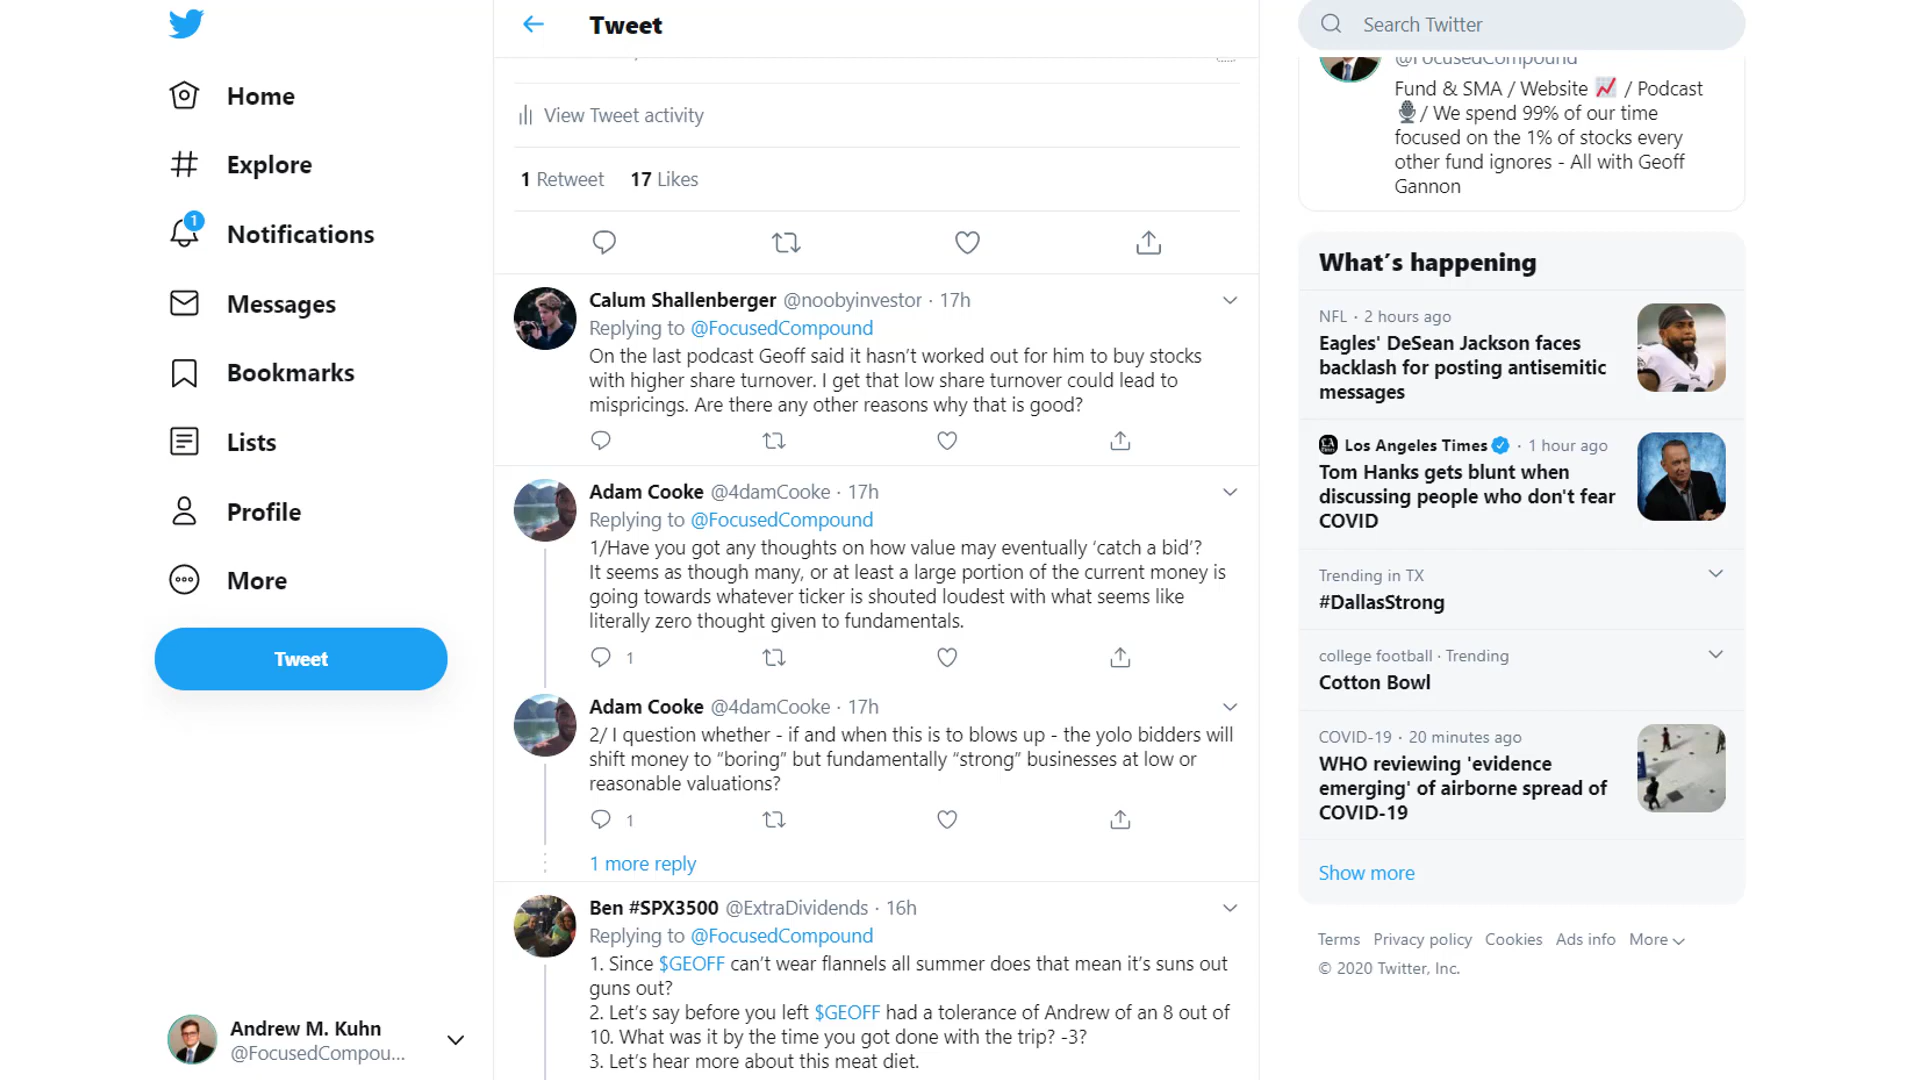 Home
Explore
1
Notifications
Messages
Bookmarks
Lists
Profile
More
Tweet
Andrew M. Kuhn
@FocusedCompou...
Tweet
View Tweet activity
1 Retweet 17 Likes
Calum Shallenberger @noobyinvestor · 17h
Replying to @FocusedCompound
On the last podcast Geoff said it hasn’t worked out for him to buy stocks
with higher share turnover. I get that low share turnover could lead to
mispricings. Are there any other reasons why that is good?
Adam Cooke @4damCooke · 17h
Replying to @FocusedCompound
1/Have you got any thoughts on how value may eventually ‘catch a bid’?
It seems as though many, or at least a large portion of the current money is
going towards whatever ticker is shouted loudest with what seems like
literally zero thought given to fundamentals.
1
Adam Cooke @4damCooke · 17h
2/ I question whether - if and when this is to blows up - the yolo bidders will
shift money to “boring” but fundamentally “strong” businesses at low or
reasonable valuations?
1
1 more reply
Ben #SPX3500 @ExtraDividends · 16h
Replying to @FocusedCompound
1. Since $GEOFF can’t wear flannels all summer does that mean it’s suns out
guns out?
2. Let’s say before you left $GEOFF had a tolerance of Andrew of an 8 out of
10. What was it by the time you got done with the trip? -3?
3. Let’s hear more about this meat diet.
Search Twitter
@FocusedCompound
Fund & SMA / Website 📈 / Podcast
🎙/ We spend 99% of our time
focused on the 1% of stocks every
other fund ignores - All with Geoff
Gannon
What’s happening
NFL · 2 hours ago
Eagles' DeSean Jackson faces
backlash for posting antisemitic
messages
Los Angeles Times · 1 hour ago
Tom Hanks gets blunt when
discussing people who don't fear
COVID
Trending in TX
#DallasStrong
college football · Trending
Cotton Bowl
COVID-19 · 20 minutes ago
WHO reviewing 'evidence
emerging' of airborne spread of
COVID-19
Show more
Terms Privacy policy Cookies Ads info More
© 2020 Twitter, Inc.